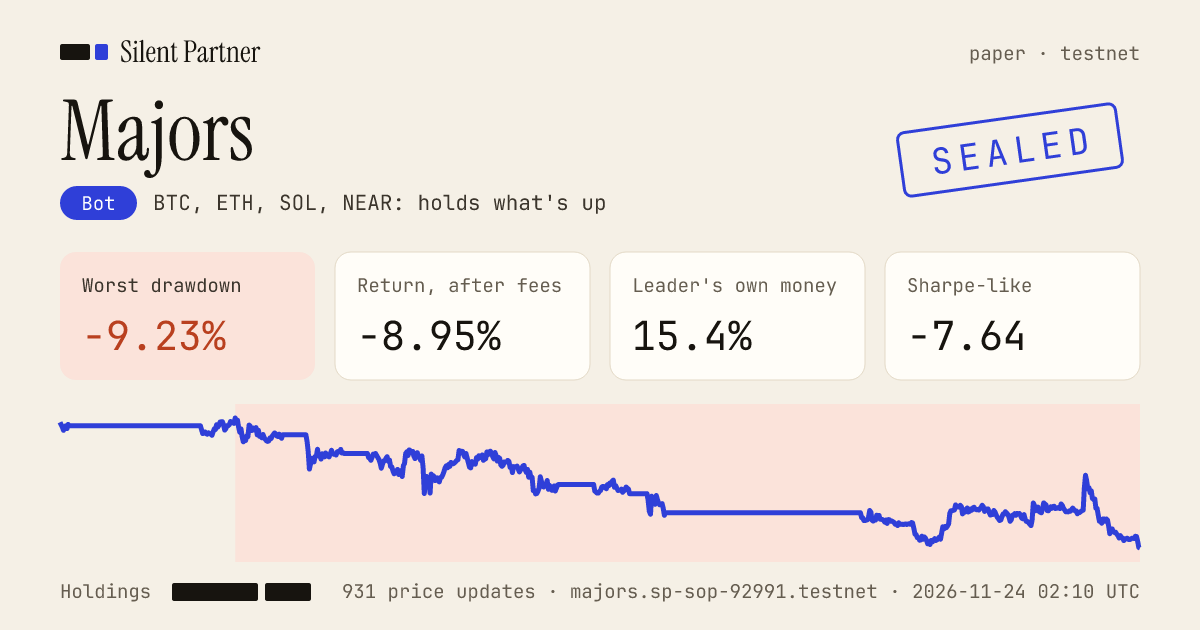 Silent Partner
paper · testnet
Majors
SEALED
Bot BTC, ETH, SOL, NEAR: holds what's up
Worst drawdown
-9.23%
Return, after fees
-8.95%
Leader's own money
15.4%
Sharpe-like
-7.64
Holdings 931 price updates · majors.sp-sop-92991.testnet · 2026-11-24 02:10 UTC